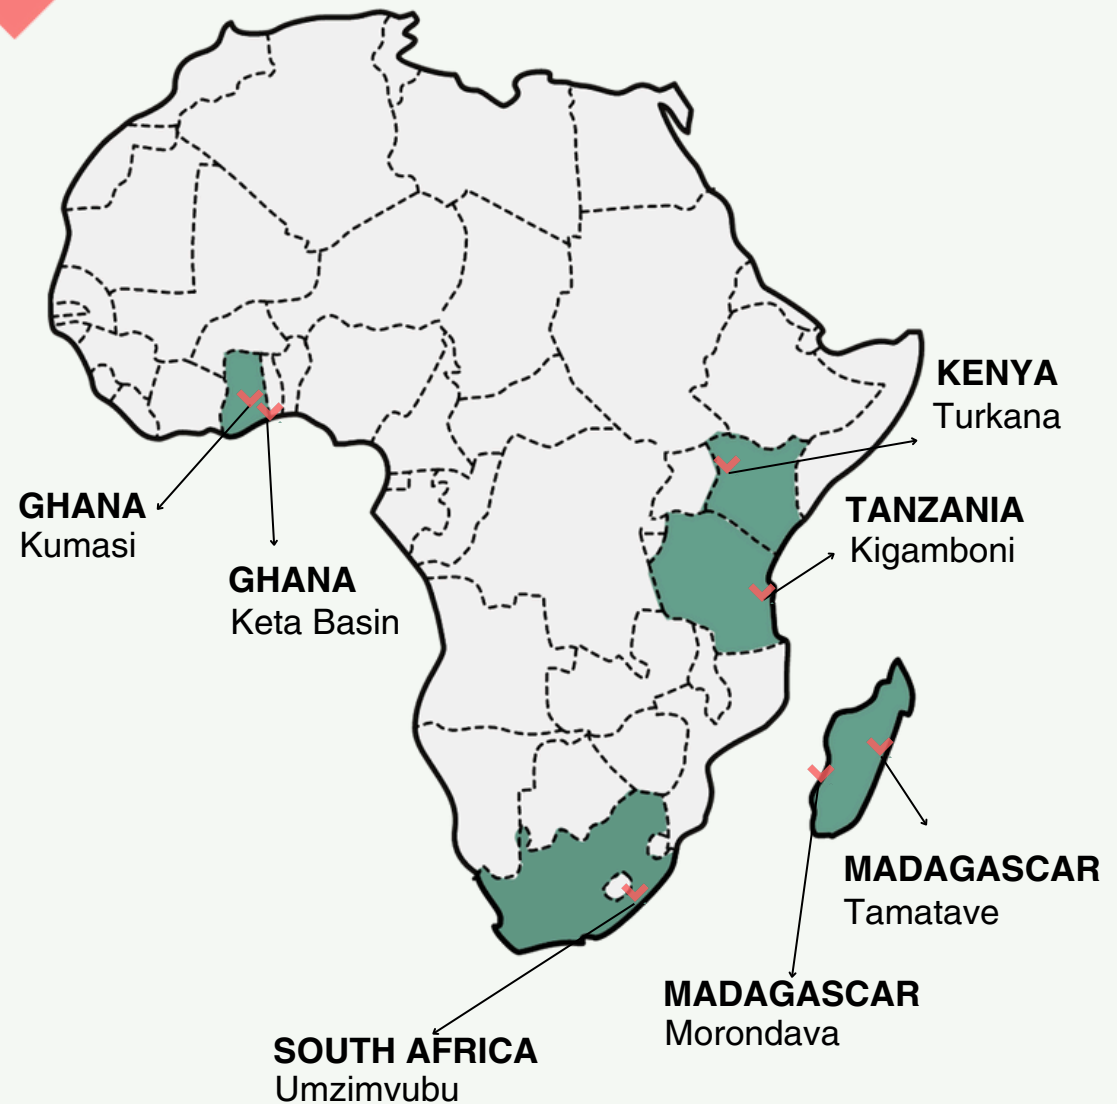 KENYA
Turkana
TANZANIA
Kigamboni
GHANA
Kumasi
GHANA
Keta Basin
MADAGASCAR
Tamatave
MADAGASCAR
Morondava
SOUTH AFRICA
Umzimvubu